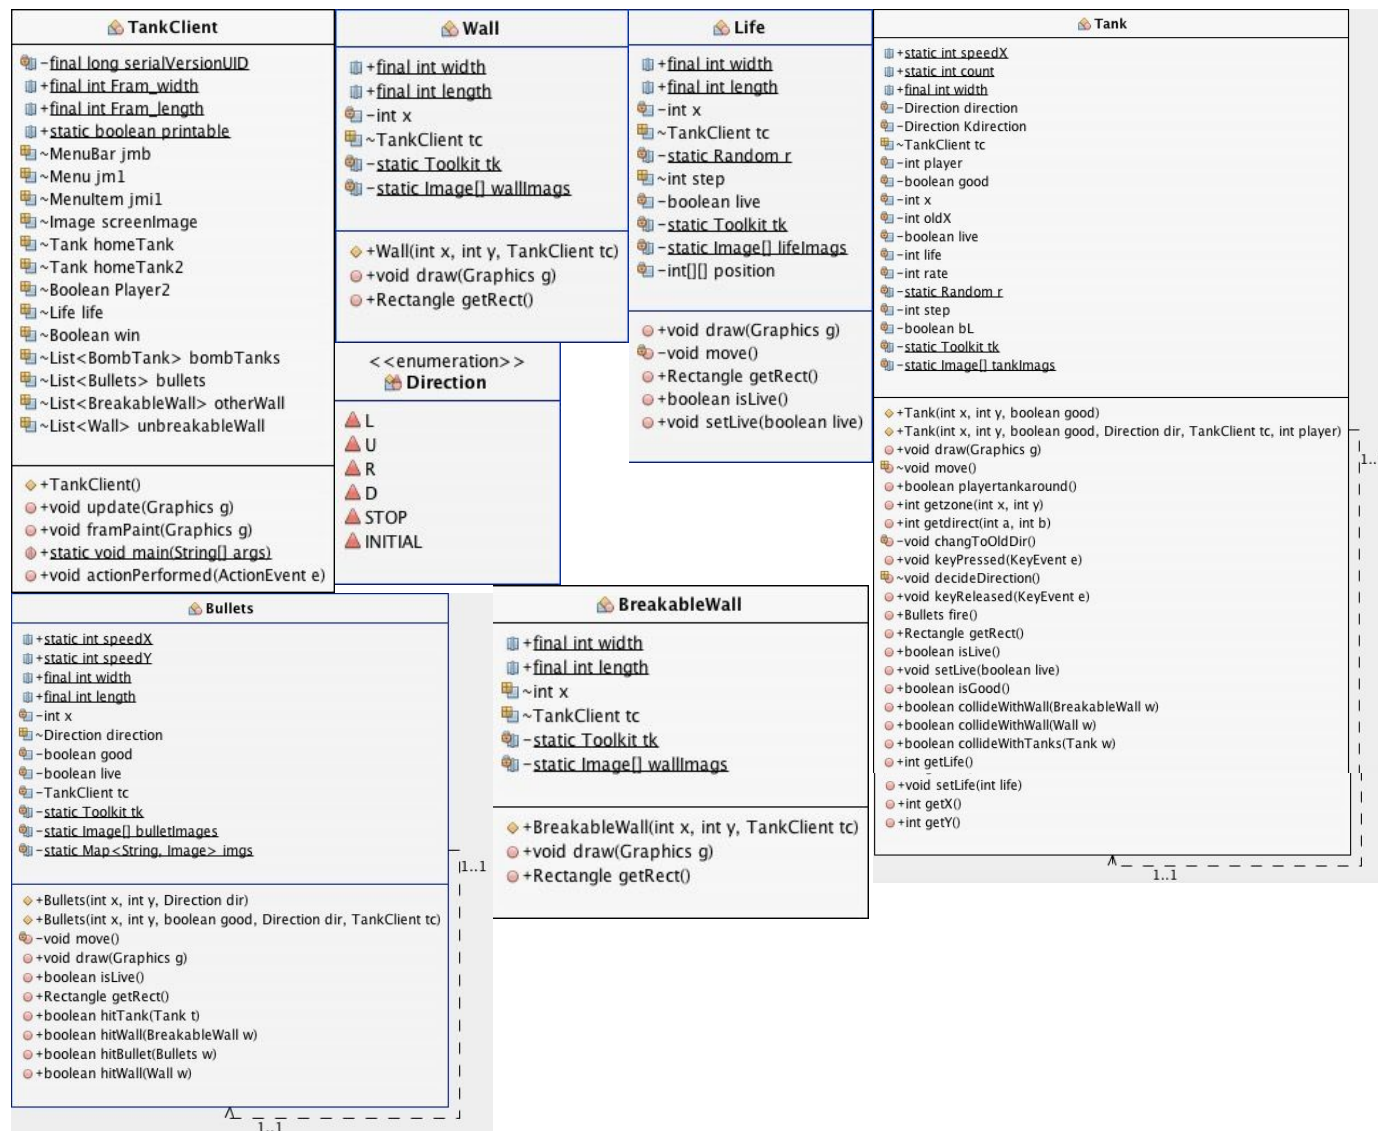 TankClient
-final long serialVersionUID
+final int Fram_width
+final int Fram_length
+static boolean printable
~MenuBar jmb
~Menu jm1
~MenuItem jmi1
~Image screenImage
~Tank homeTank
~Tank homeTank2
~Boolean Player2
~Life life
~Boolean win
~List<BombTank> bombTanks
~List<Bullets> bullets
~List<BreakableWall> otherWall
~List<Wall> unbreakableWall
+TankClient()
+void update(Graphics g)
+void framPaint(Graphics g)
+static void main(String[] args)
+void actionPerformed(ActionEvent e)
Wall
+final int width
+final int length
-int x
~TankClient tc
-static Toolkit tk
-static Image[] wallImags
+Wall(int x, int y, TankClient tc)
+void draw(Graphics g)
+Rectangle getRect()
<<enumeration>>
Direction
L
U
R
D
STOP
INITIAL
Life
+final int width
+final int length
-int x
~TankClient tc
-static Random r
~int step
-boolean live
-static Toolkit tk
-static Image[] lifeImags
-int[][] position
+void draw(Graphics g)
-void move()
+Rectangle getRect()
+boolean isLive()
+void setLive(boolean live)
Tank
+static int speedX
+static int count
+final int width
-Direction direction
-Direction Kdirection
~TankClient tc
-int player
-boolean good
-int x
-int oldX
-boolean live
-int life
-int rate
-static Random r
-int step
-boolean bL
-static Toolkit tk
-static Image[] tankImags
+Tank(int x, int y, boolean good)
+Tank(int x, int y, boolean good, Direction dir, TankClient tc, int player)
+void draw(Graphics g)
~void move()
+boolean playertankaround()
+int getzone(int x, int y)
+int getdirect(int a, int b)
-void changToOldDir()
+void keyPressed(KeyEvent e)
~void decideDirection()
+void keyReleased(KeyEvent e)
+Bullets fire()
+Rectangle getRect()
+boolean isLive()
+void setLive(boolean live)
+boolean isGood()
+boolean collideWithWall(BreakableWall w)
+boolean collideWithWall(Wall w)
+boolean collideWithTanks(Tank w)
+int getLife()
+void setLife(int life)
+int getX()
+int getY()
1..
1..1
Bullets
+static int speedX
+static int speedY
+final int width
+final int length
-int x
~Direction direction
-boolean good
-boolean live
-TankClient tc
-static Toolkit tk
-static Image[] bulletImages
-static Map<String, Image> imgs
+Bullets(int x, int y, Direction dir)
+Bullets(int x, int y, boolean good, Direction dir, TankClient tc)
-void move()
+void draw(Graphics g)
+boolean isLive()
+Rectangle getRect()
+boolean hitTank(Tank t)
+boolean hitWall(BreakableWall w)
+boolean hitBullet(Bullets w)
+boolean hitWall(Wall w)
1..1
1..1
BreakableWall
+final int width
+final int length
~int x
~TankClient tc
-static Toolkit tk
-static Image[] wallImags
+BreakableWall(int x, int y, TankClient tc)
+void draw(Graphics g)
+Rectangle getRect()